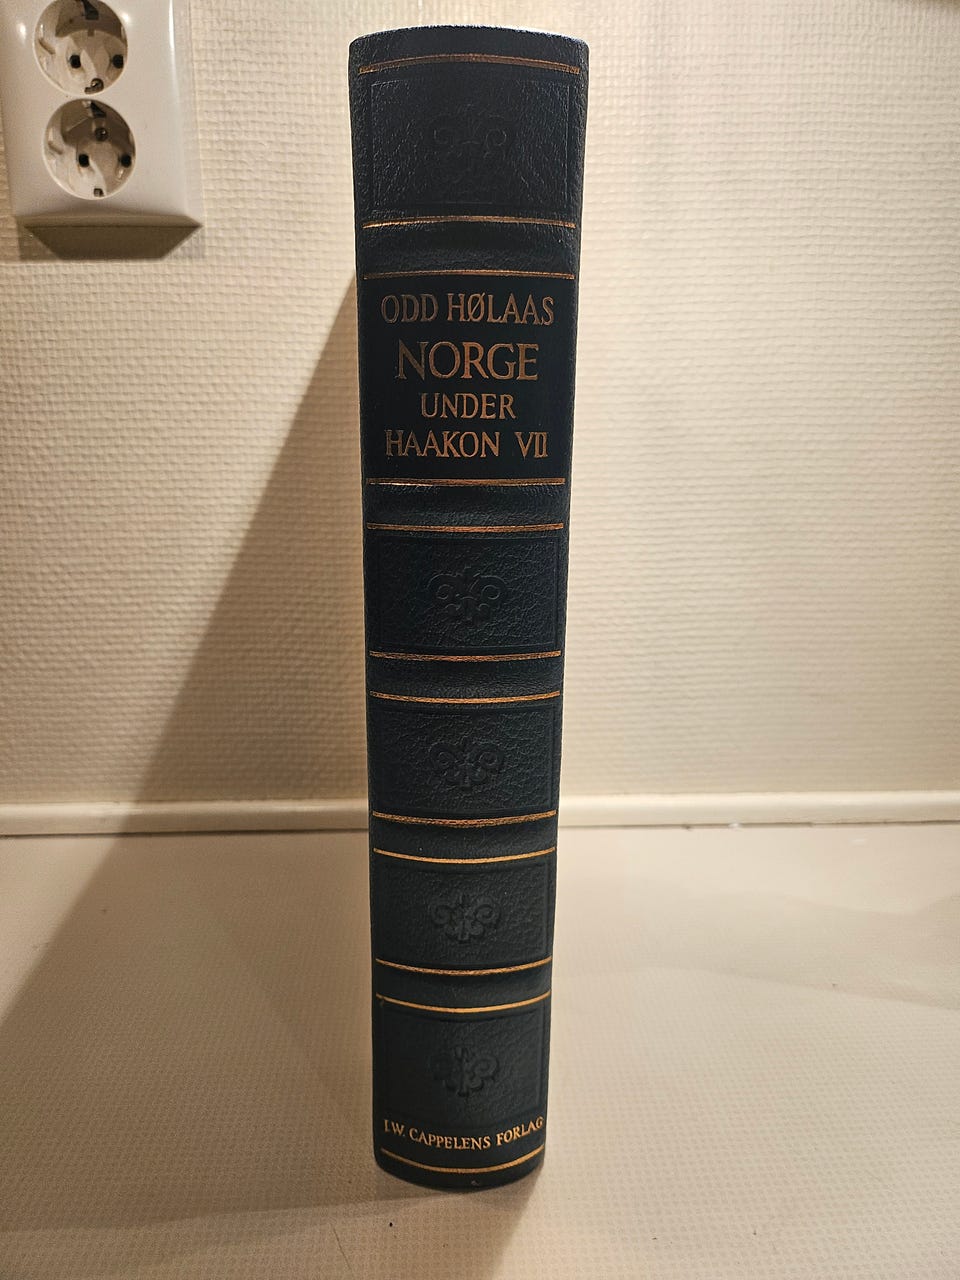 ODD HØLAAS
NORGE
UNDER
HAAKON VII
J.W. CAPPELENS FORLAG